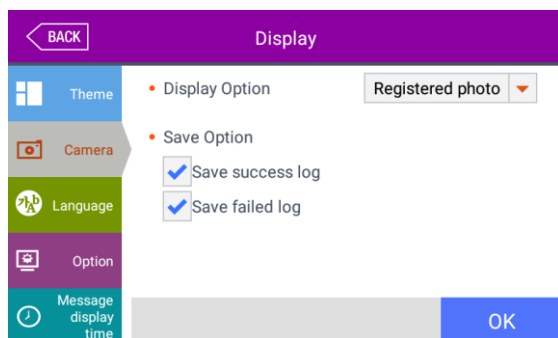 BACK
Display
Theme
Camera
Language
Option
Message
display
time
• Display Option
Registered photo
• Save Option
Save success log
Save failed log
OK